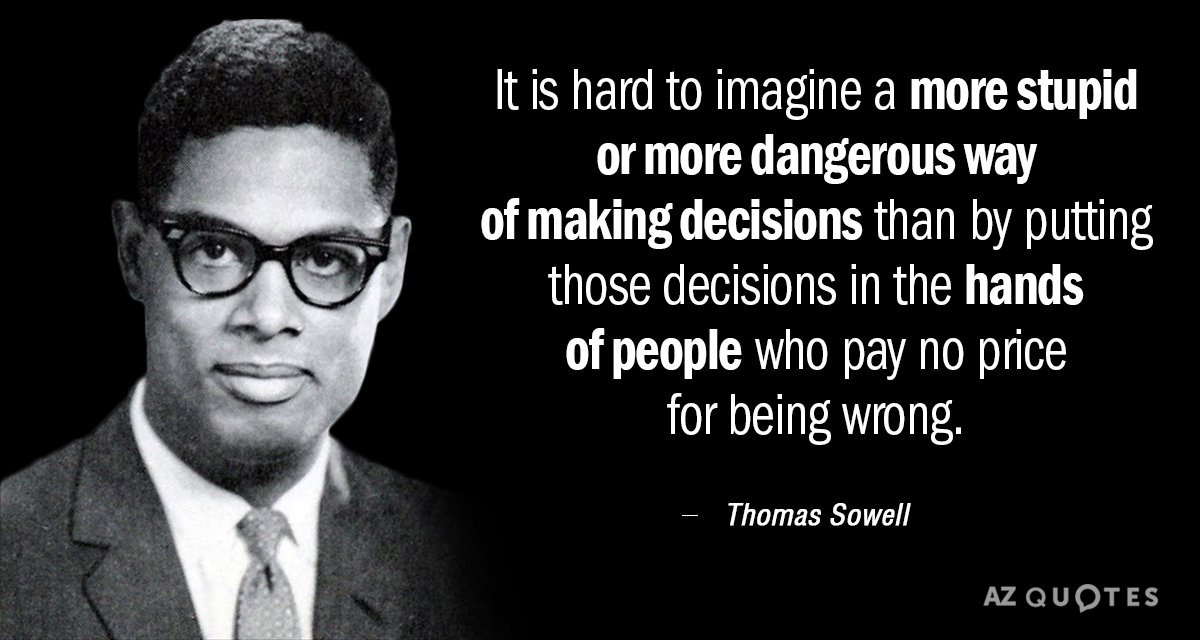 It is hard to imagine a more stupid
or more dangerous way
of making decisions than by putting
those decisions in the hands
of people who pay no price
for being wrong.
– Thomas Sowell
AZ QUOTES